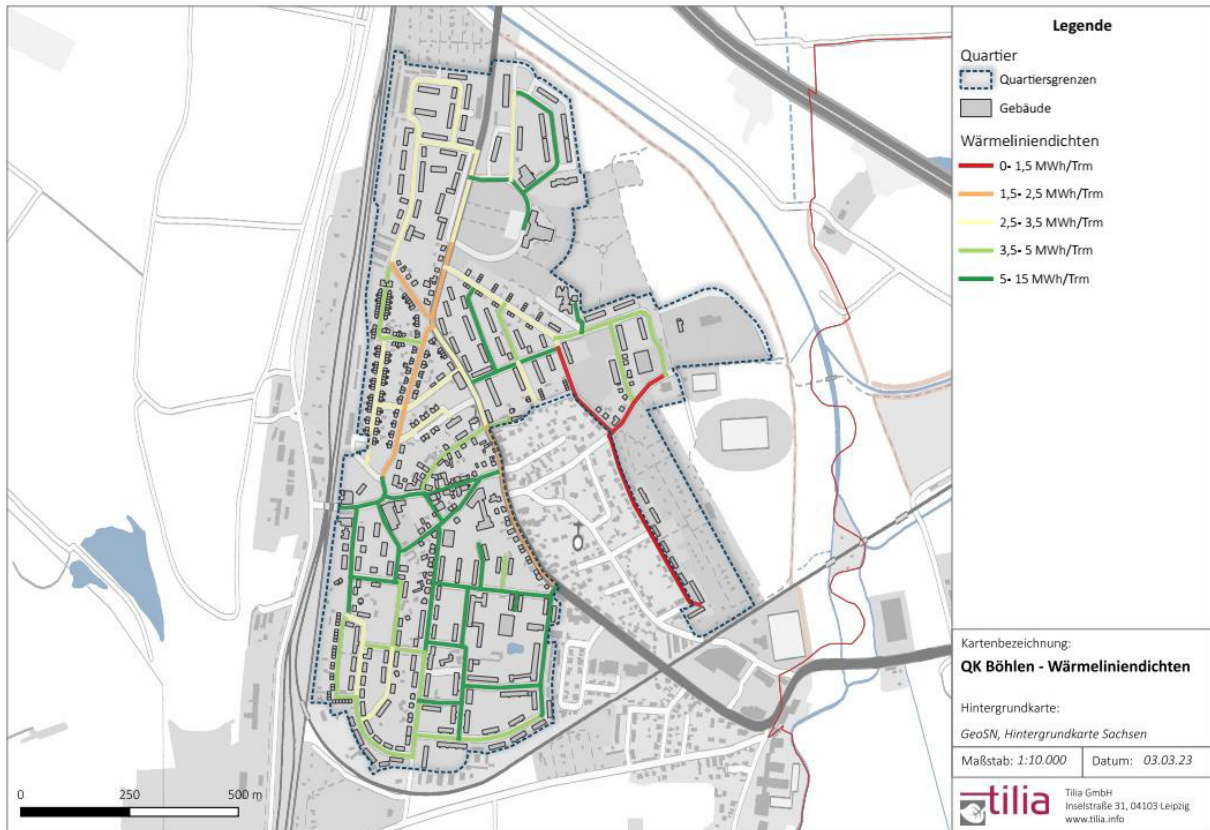 Legende
Quartier
Quartiersgrenzen
Gebäude
Wärmeliniendichten
0- 1,5 MWh/Trm
1,5- 2,5 MWh/Trm
2,5- 3,5 MWh/Trm
3,5- 5 MWh/Trm
5- 15 MWh/Trm
Kartenbezeichnung:
QK Böhlen - Wärmeliniendichten
Hintergrundkarte:
GeoSN, Hintergrundkarte Sachsen
Maßstab: 1:10.000
Datum: 03.03.23
tilia
Tilia GmbH
Inselstraße 31, 04103 Leipzig
www.tilia.info
0 250 500 m